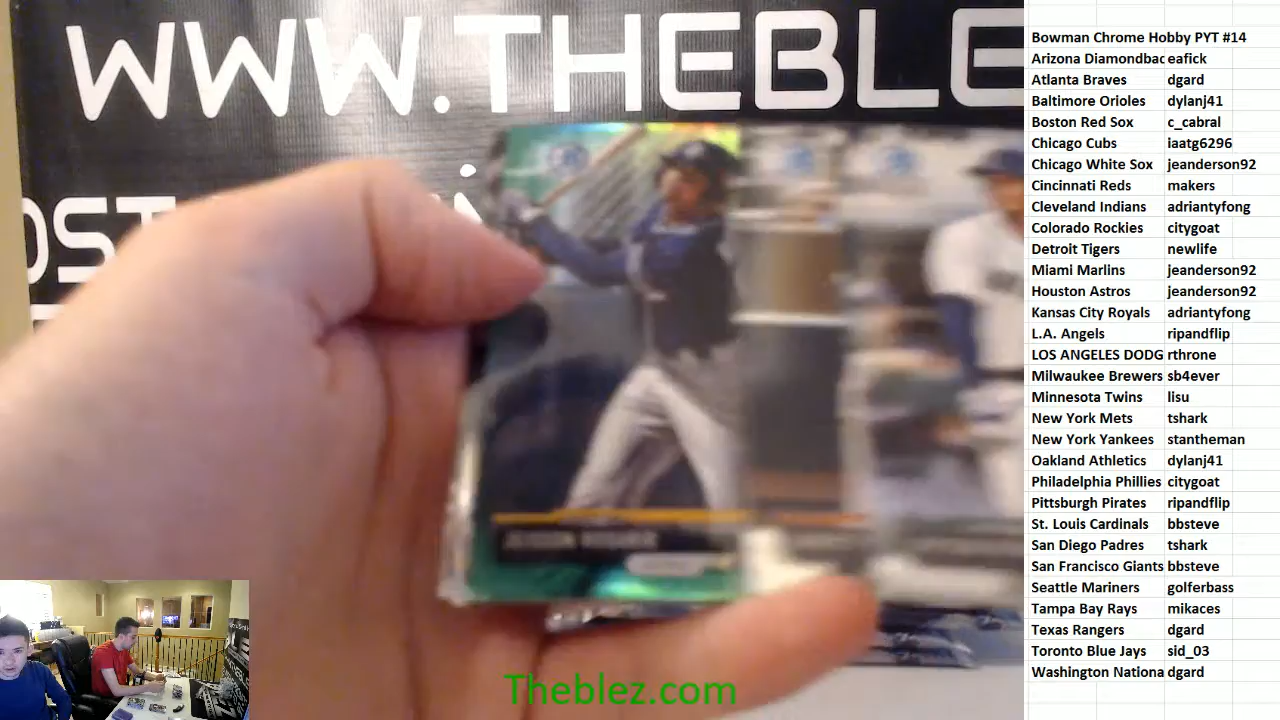 WWW.THEBLE
OST
Theblez.com
Bowman Chrome Hobby PYT #14
Arizona Diamondbac eafick
Atlanta Braves dgard
Baltimore Orioles dylanj41
Boston Red Sox c_cabral
Chicago Cubs iaatg6296
Chicago White Sox jeanderson92
Cincinnati Reds makers
Cleveland Indians adriantyfong
Colorado Rockies citygoat
Detroit Tigers newlife
Miami Marlins jeanderson92
Houston Astros jeanderson92
Kansas City Royals adriantyfong
L.A. Angels ripandflip
LOS ANGELES DODG rthrone
Milwaukee Brewers sb4ever
Minnesota Twins lisu
New York Mets tshark
New York Yankees stantheman
Oakland Athletics dylanj41
Philadelphia Phillies citygoat
Pittsburgh Pirates ripandflip
St. Louis Cardinals bbsteve
San Diego Padres tshark
San Francisco Giants bbsteve
Seattle Mariners golferbass
Tampa Bay Rays mikaces
Texas Rangers dgard
Toronto Blue Jays sid_03
Washington Nationa dgard